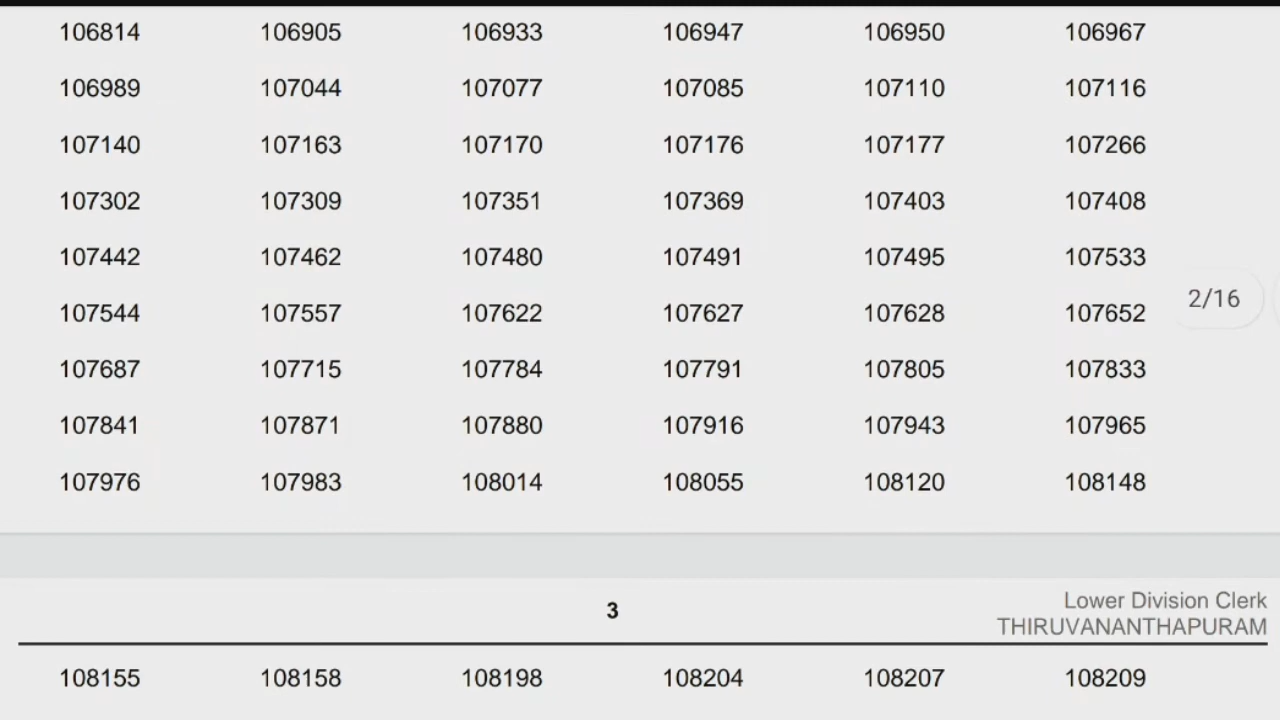 106814 106905 106933 106947 106950 106967
106989 107044 107077 107085 107110 107116
107140 107163 107170 107176 107177 107266
107302 107309 107351 107369 107403 107408
107442 107462 107480 107491 107495 107533
2/16
107544 107557 107622 107627 107628 107652
107687 107715 107784 107791 107805 107833
107841 107871 107880 107916 107943 107965
107976 107983 108014 108055 108120 108148
3
Lower Division Clerk
THIRUVANANTHAPURAM
108155 108158 108198 108204 108207 108209